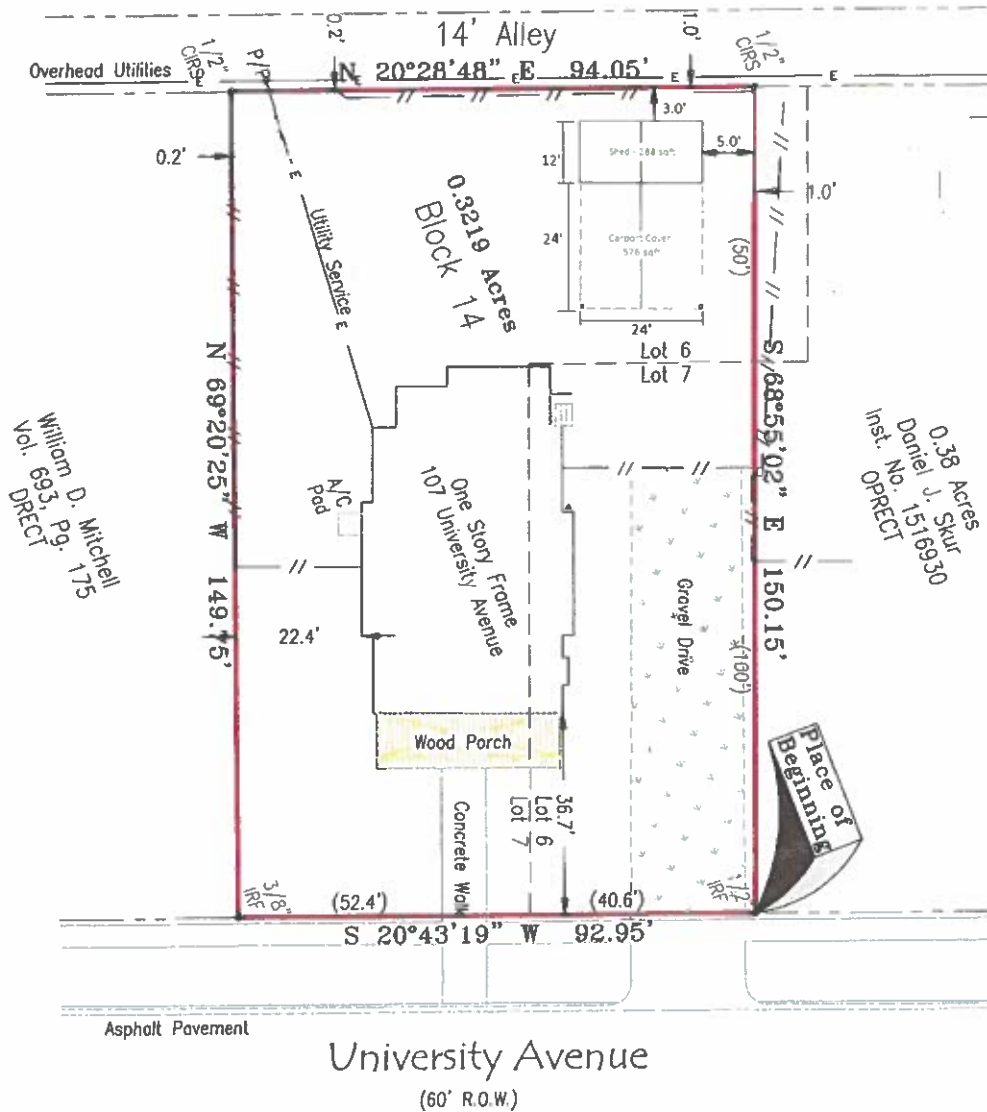 14' Alley
0.2'
1.0'
1/2"
CIRS
P/P
1/2"
CIRS
Overhead Utilities
E
N 20°28'48" E 94.05'
E
E
E
E
3.0'
0.2'
12'
Shed - 288 sqft
5.0'
1.0'
E
Utility Service
E
0.3219 Acres
Block 14
24'
Carport Cover
576 sqft
(50')
24'
Lot 6
Lot 7
N 69°20'25" W 149.75'
S 68°55'02" E 150.15'
William D. Mitchell
Vol. 693, Pg. 175
DRECT
0.38 Acres
Daniel J. Skur
Inst. No. 1516930
OPRECT
A/C
Pad
One Story Frame
107 University Avenue
Gravel Drive
22.4'
(100')
Wood Porch
Place of
Beginning
Concrete Walk
36.7'
Lot 6
Lot 7
3/8"
IRF
(52.4')
(40.6')
IRF
S 20°43'19" W 92.95'
Asphalt Pavement
University Avenue
(60' R.O.W.)